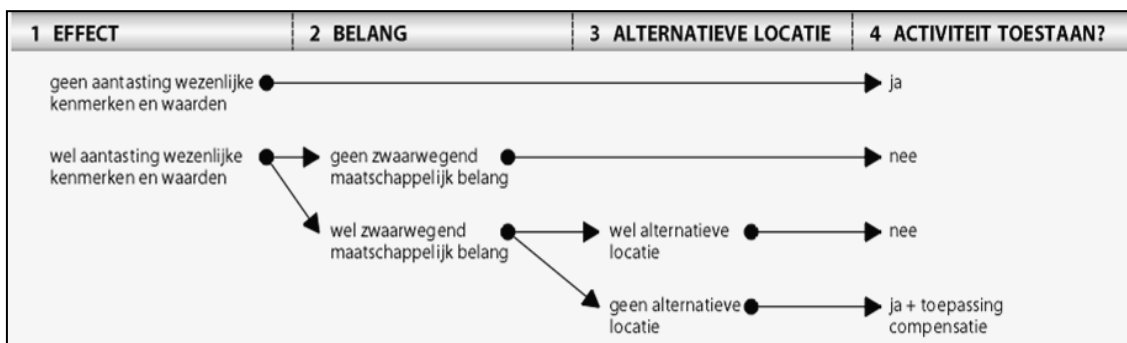 1 EFFECT 2 BELANG 3 ALTERNATIEVE LOCATIE 4 ACTIVITEIT TOESTAAN?
geen aantasting wezenlijke
kenmerken en waarden
ja
wel aantasting wezenlijke
kenmerken en waarden
geen zwaarwegend
maatschappelijk belang
nee
wel zwaarwegend
maatschappelijk belang
wel alternatieve
locatie
nee
geen alternatieve
locatie
ja + toepassing
compensatie